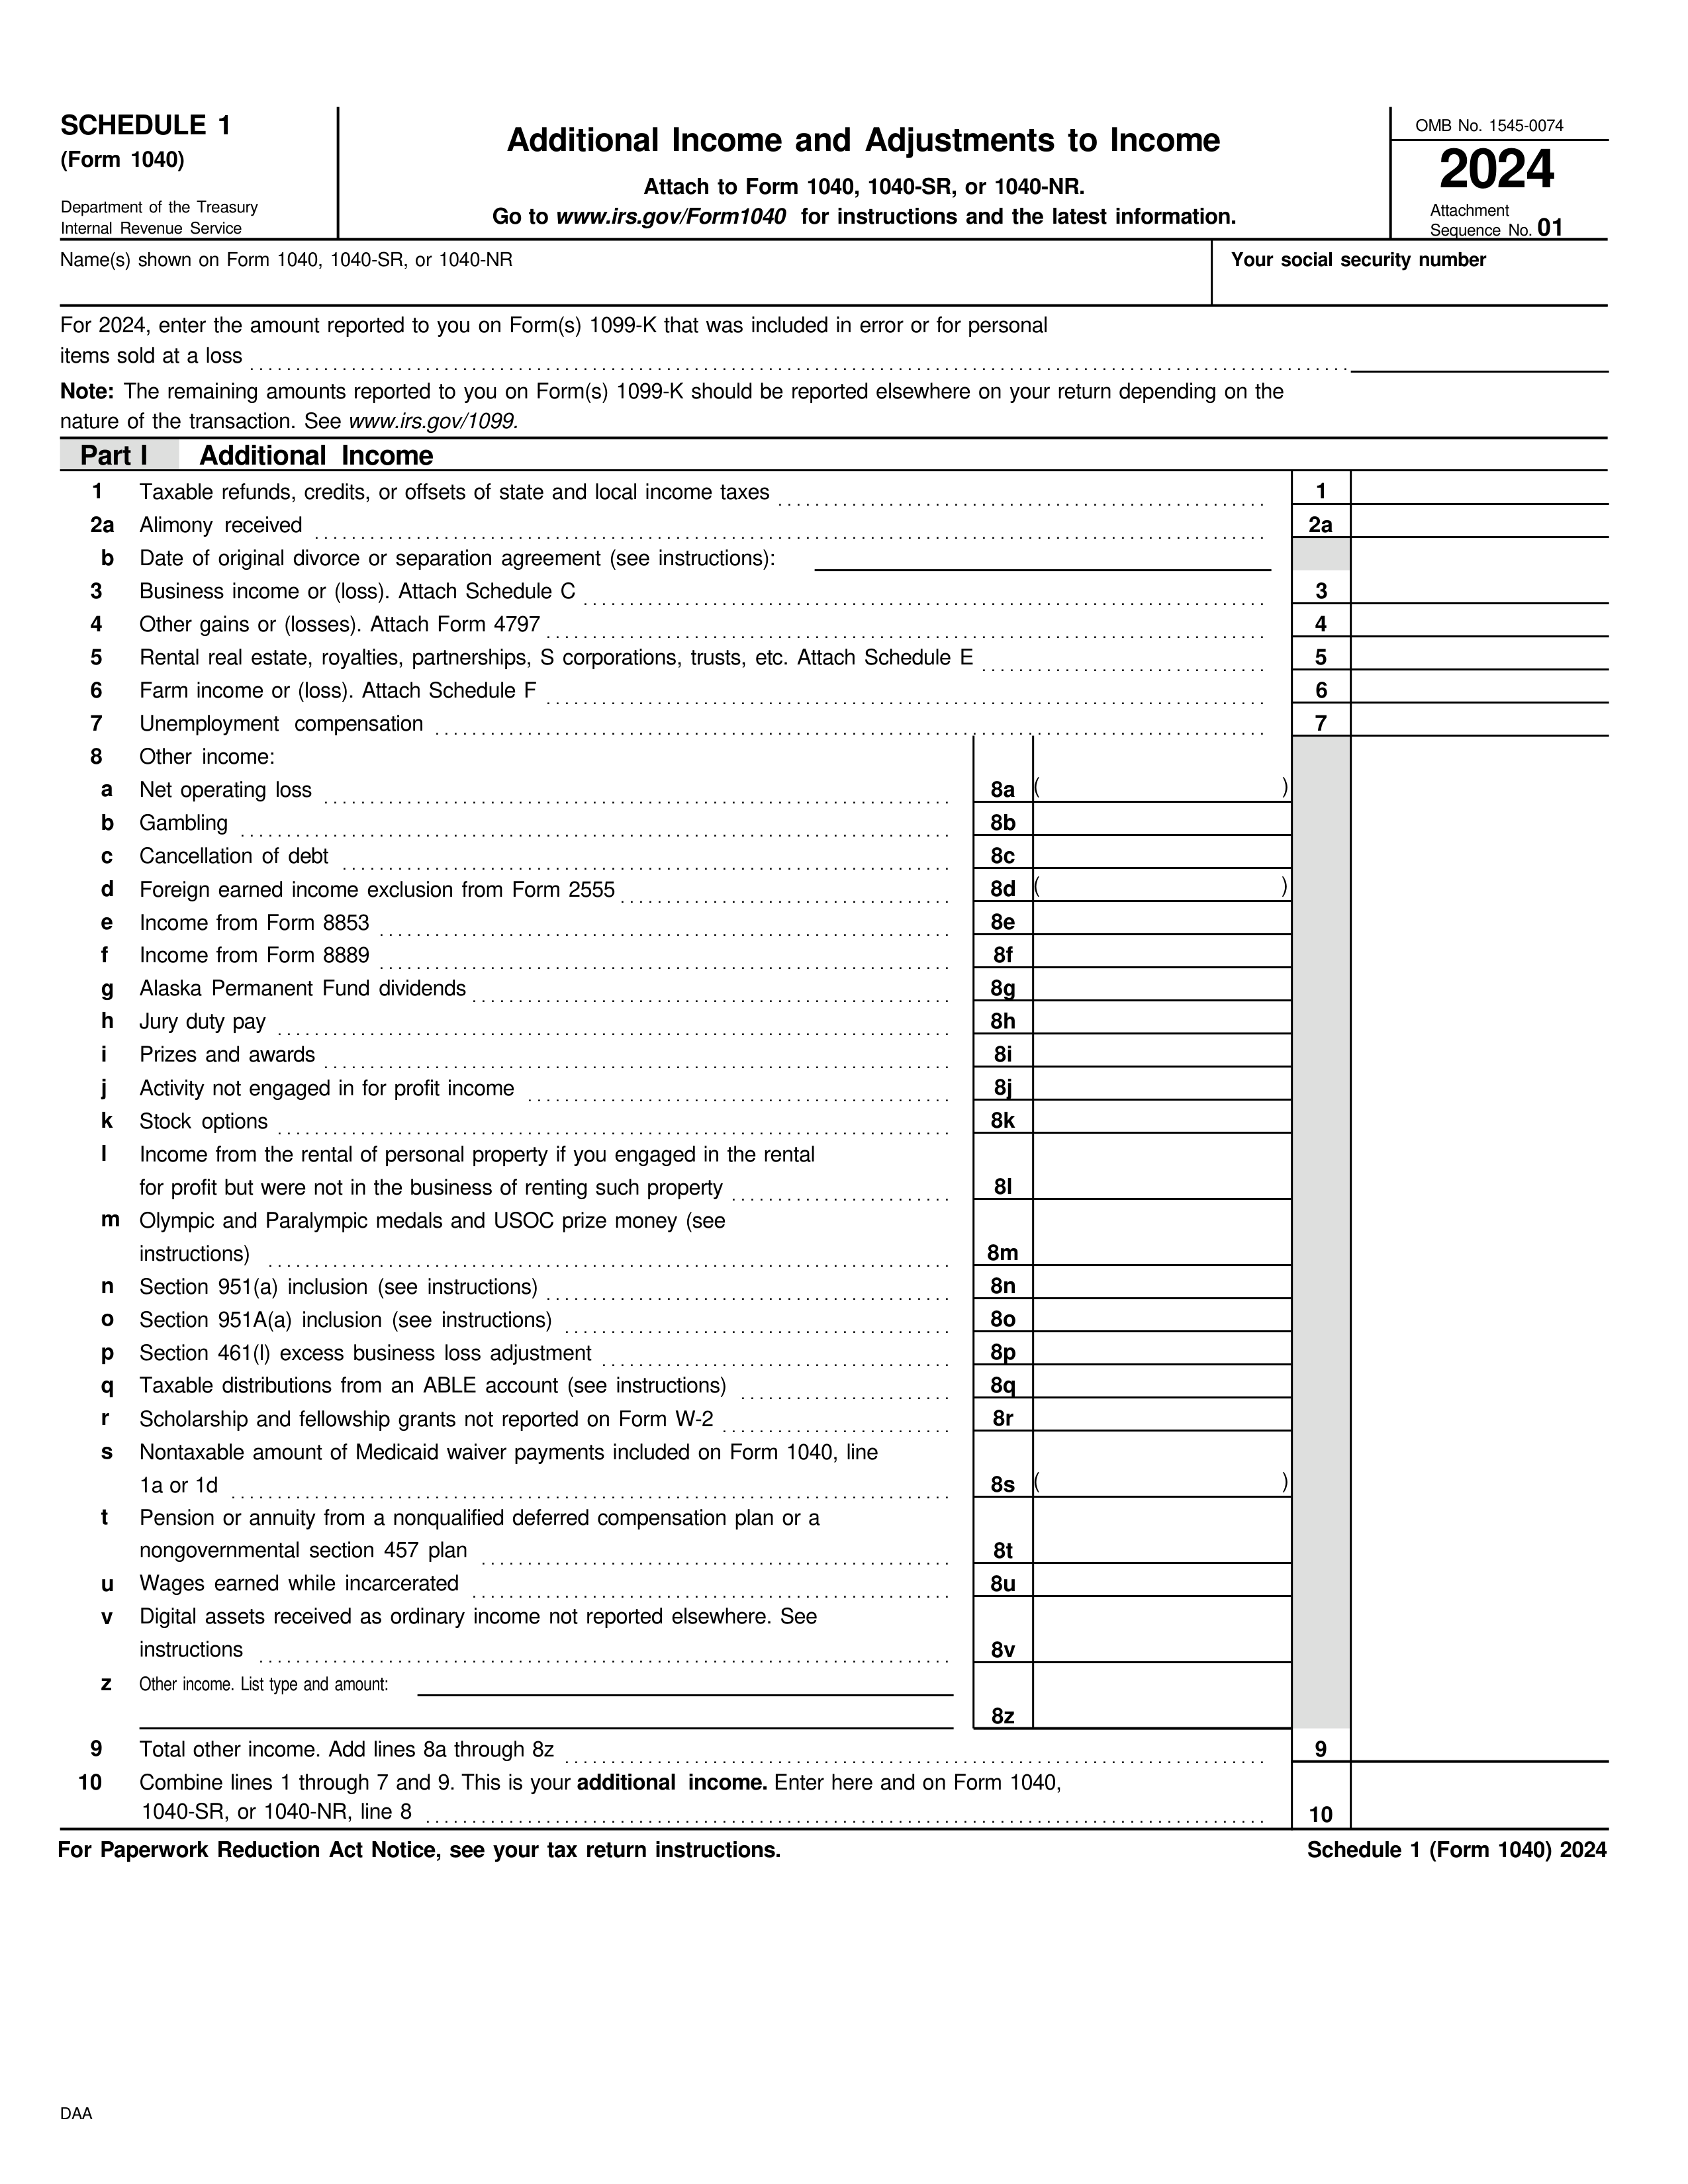 SCHEDULE 1
(Form 1040)
Department of the Treasury
Internal Revenue Service
Additional Income and Adjustments to Income
Attach to Form 1040, 1040-SR, or 1040-NR.
Go to www.irs.gov/Form1040 for instructions and the latest information.
OMB No. 1545-0074
2024
Attachment
Sequence No. 01
Name(s) shown on Form 1040, 1040-SR, or 1040-NR
Your social security number
For 2024, enter the amount reported to you on Form(s) 1099-K that was included in error or for personal
items sold at a loss
Note: The remaining amounts reported to you on Form(s) 1099-K should be reported elsewhere on your return depending on the
nature of the transaction. See www.irs.gov/1099.
Part I Additional Income
1 Taxable refunds, credits, or offsets of state and local income taxes 1
2a Alimony received 2a
b Date of original divorce or separation agreement (see instructions):
3 Business income or (loss). Attach Schedule C 3
4 Other gains or (losses). Attach Form 4797 4
5 Rental real estate, royalties, partnerships, S corporations, trusts, etc. Attach Schedule E 5
6 Farm income or (loss). Attach Schedule F 6
7 Unemployment compensation 7
8 Other income:
a Net operating loss 8a ( )
b Gambling 8b
c Cancellation of debt 8c
d Foreign earned income exclusion from Form 2555 8d ( )
e Income from Form 8853 8e
f Income from Form 8889 8f
g Alaska Permanent Fund dividends 8g
h Jury duty pay 8h
i Prizes and awards 8i
j Activity not engaged in for profit income 8j
k Stock options 8k
l Income from the rental of personal property if you engaged in the rental
for profit but were not in the business of renting such property 8l
m Olympic and Paralympic medals and USOC prize money (see
instructions) 8m
n Section 951(a) inclusion (see instructions) 8n
o Section 951A(a) inclusion (see instructions) 8o
p Section 461(l) excess business loss adjustment 8p
q Taxable distributions from an ABLE account (see instructions) 8q
r Scholarship and fellowship grants not reported on Form W-2 8r
s Nontaxable amount of Medicaid waiver payments included on Form 1040, line
1a or 1d 8s ( )
t Pension or annuity from a nonqualified deferred compensation plan or a
nongovernmental section 457 plan 8t
u Wages earned while incarcerated 8u
v Digital assets received as ordinary income not reported elsewhere. See
instructions 8v
z Other income. List type and amount:
8z
9 Total other income. Add lines 8a through 8z 9
10 Combine lines 1 through 7 and 9. This is your additional income. Enter here and on Form 1040,
1040-SR, or 1040-NR, line 8 10
For Paperwork Reduction Act Notice, see your tax return instructions. Schedule 1 (Form 1040) 2024
DAA